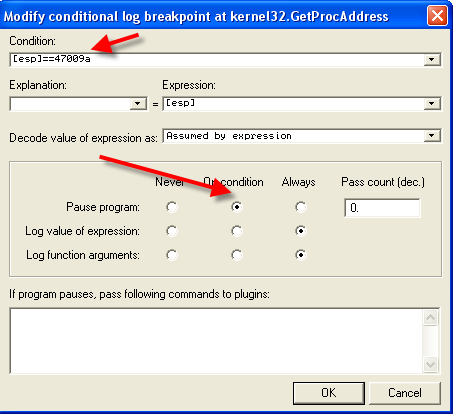 Modify conditional log breakpoint at kernel32.GetProcAddress
Condition:
[esp]==47009a
Explanation: Expression:
= [esp]
Decode value of expression as: Assumed by expression
Never On condition Always Pass count (dec.)
Pause program: 0.
Log value of expression:
Log function arguments:
If program pauses, pass following commands to plugins:
OK Cancel